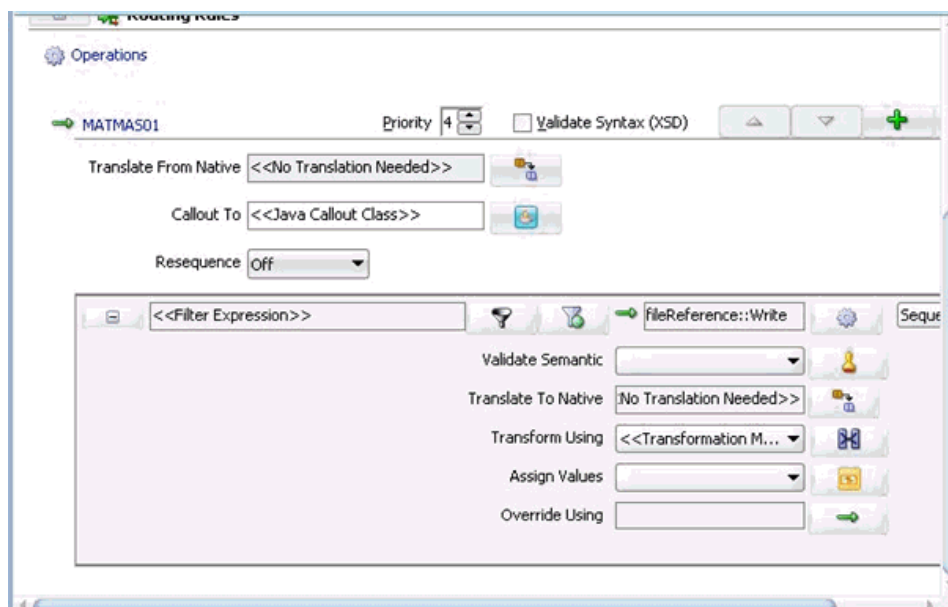 Routing Rules
Operations
MATMAS01 Priority 4 Validate Syntax (XSD)
Translate From Native <<No Translation Needed>>
Callout To <<Java Callout Class>>
Resequence Off
<<Filter Expression>> fileReference::Write Seque
Validate Semantic
Translate To Native :No Translation Needed>>
Transform Using <<Transformation M...
Assign Values
Override Using